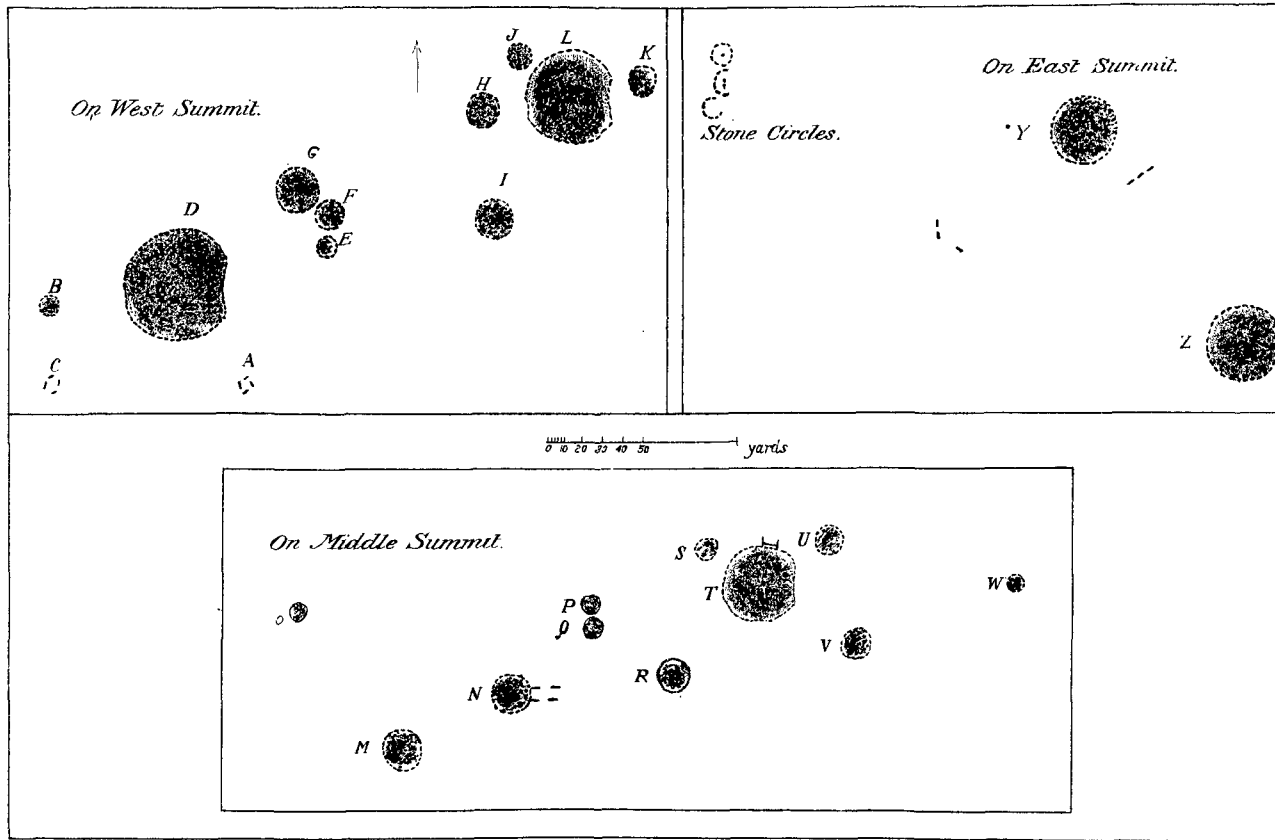 On West Summit.
J
L
K
H
G
I
F
D
E
B
C
A
On East Summit.
Y
Stone Circles.
Z
0 10 20 30 40 50 yards
On Middle Summit.
S
U
T
W
P
O
Q
V
R
N
M